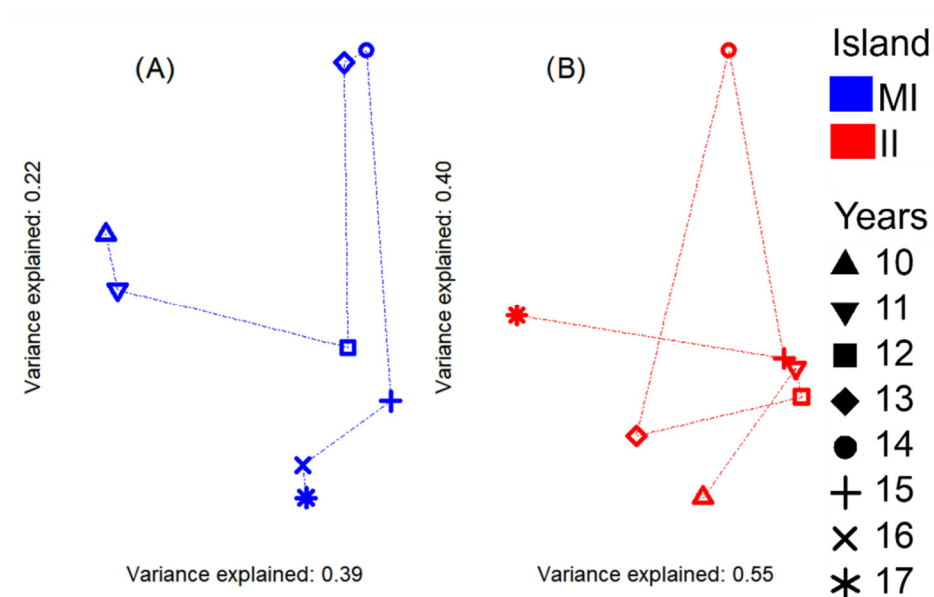 (A)
Variance explained: 0.22
Variance explained: 0.39
(B)
Variance explained: 0.40
Variance explained: 0.55
Island
MI
II
Years
10
11
12
13
14
15
16
17